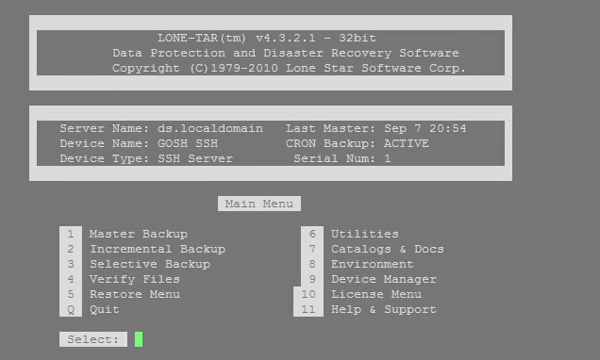 LONE-TAR(tm) v4.3.2.1 - 32bit
Data Protection and Disaster Recovery Software
Copyright (C)1979-2010 Lone Star Software Corp.
Server Name: ds.localdomain Last Master: Sep 7 20:54
Device Name: GOSH SSH CRON Backup: ACTIVE
Device Type: SSH Server Serial Num: 1
Main Menu
1 Master Backup 6 Utilities
2 Incremental Backup 7 Catalogs & Docs
3 Selective Backup 8 Environment
4 Verify Files 9 Device Manager
5 Restore Menu 10 License Menu
Q Quit 11 Help & Support
Select: